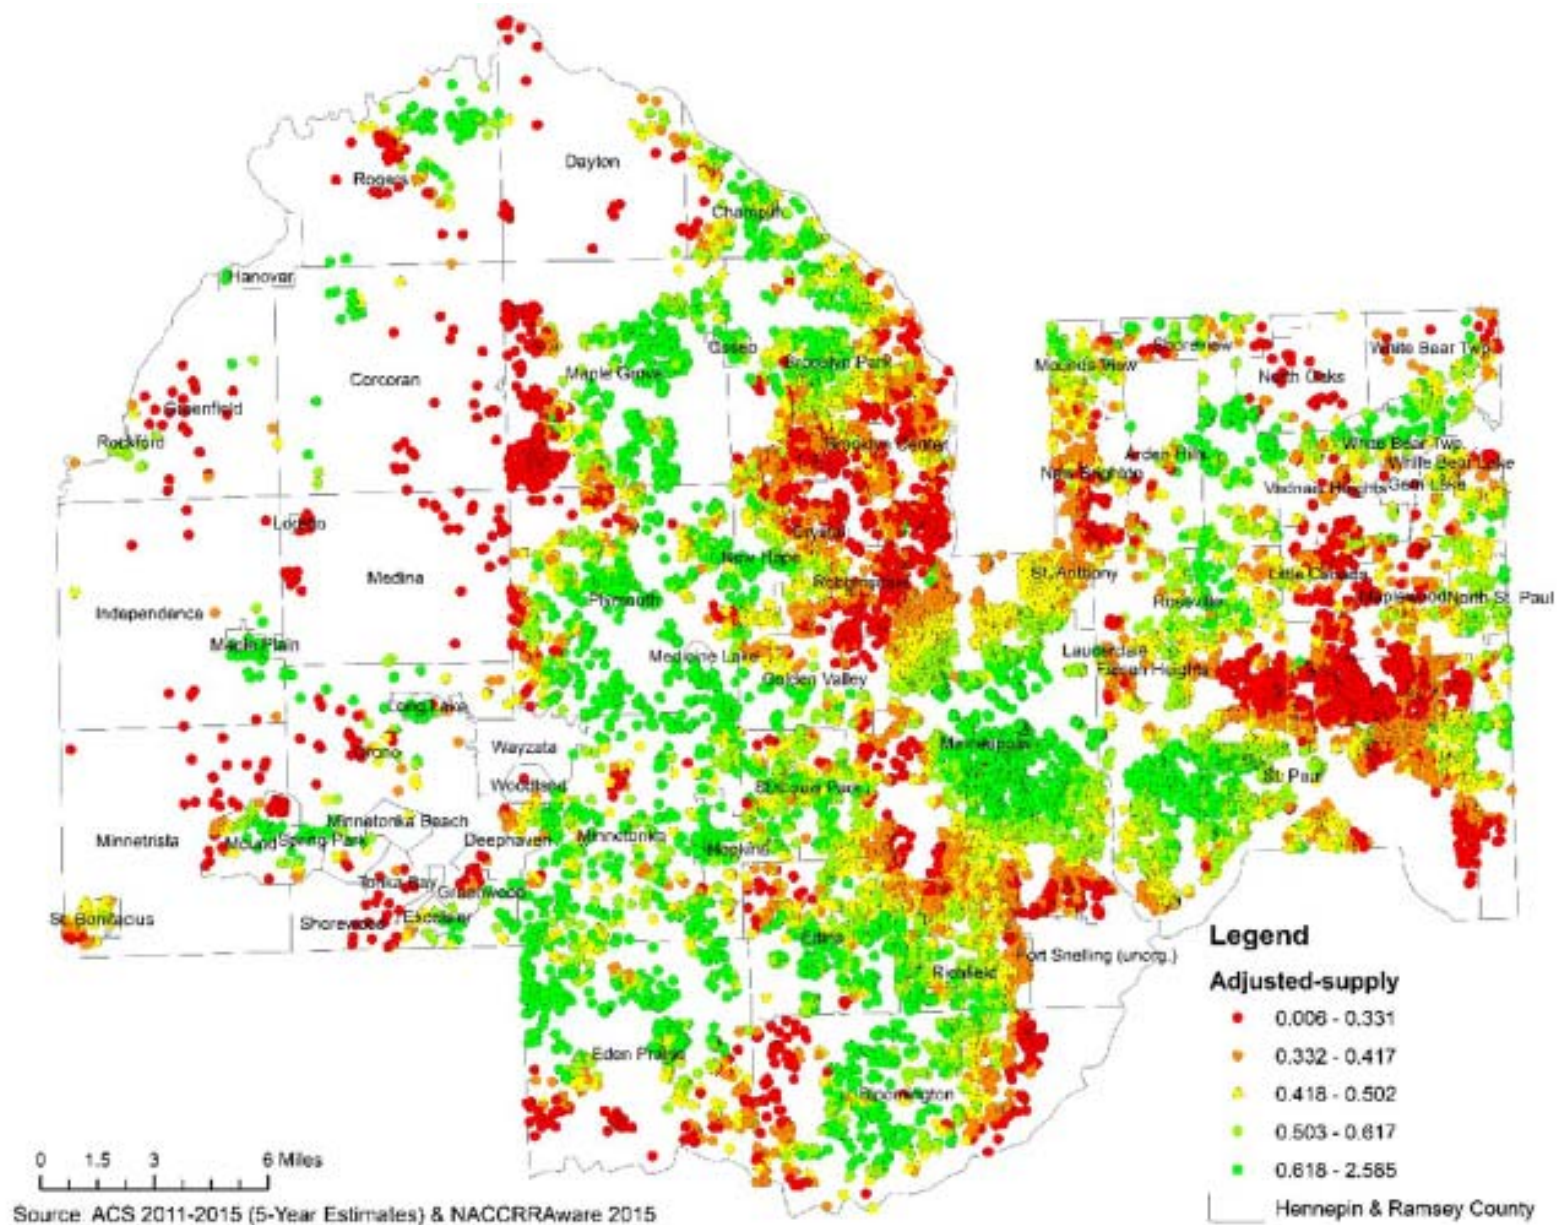 Dayton
Rogers
Champlin
Hanover
Osseo
Maple Grove
Brooklyn Park
Corcoran
Greenfield
Rockford
Brooklyn Center
Mounds View
Shoreview
North Oaks
White Bear Twp.
Arden Hills
New Brighton
White Bear Twp.
White Bear Lake
Vadnais Heights
Gem Lake
Loretto
Crystal
New Hope
Medina
Robbinsdale
St. Anthony
Little Canada
Plymouth
Independence
Roseville
Maplewood
North St. Paul
Maple Plain
Medicine Lake
Lauderdale
Falcon Heights
Golden Valley
Long Lake
Orono
Wayzata
Minneapolis
Woodland
St. Louis Park
St. Paul
Minnetonka Beach
Minnetrista
Mound
Spring Park
Deephaven
Minnetonka
Hopkins
Tonka Bay
Greenwood
St. Bonifacius
Shorewood
Excelsior
Edina
Richfield
Fort Snelling (unorg.)
Eden Prairie
Bloomington
Legend
Adjusted-supply
0.006 - 0.331
0.332 - 0.417
0.418 - 0.502
0.503 - 0.617
0.618 - 2.585
Hennepin & Ramsey County
0 1.5 3 6 Miles
Source: ACS 2011-2015 (5-Year Estimates) & NACCRRAware 2015